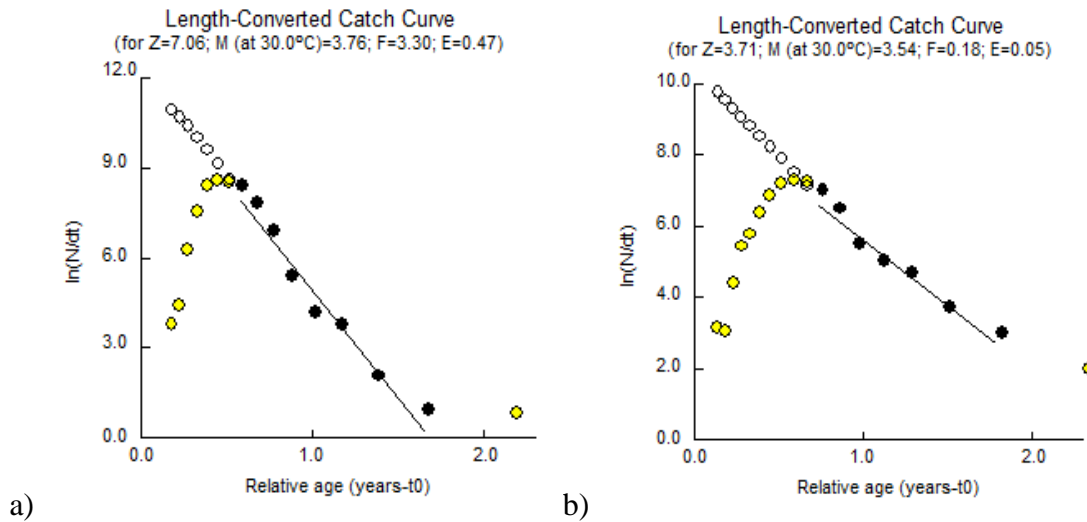 Length-Converted Catch Curve
(for Z=7.06; M (at 30.0ºC)=3.76; F=3.30; E=0.47)
12.0
9.0
6.0
3.0
0.0
ln(N/dt)
0.0
1.0
2.0
Relative age (years-t0)
a)
Length-Converted Catch Curve
(for Z=3.71; M (at 30.0ºC)=3.54; F=0.18; E=0.05)
10.0
8.0
6.0
4.0
2.0
0.0
ln(N/dt)
0.0
1.0
2.0
Relative age (years-t0)
b)